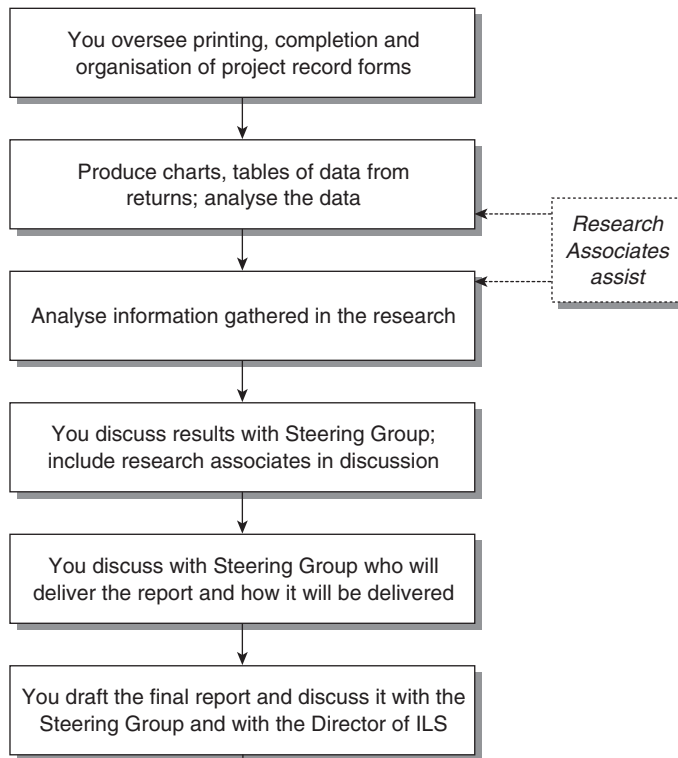 You oversee printing, completion and
organisation of project record forms
Produce charts, tables of data from
returns; analyse the data
Research
Associates
assist
Analyse information gathered in the research
You discuss results with Steering Group;
include research associates in discussion
You discuss with Steering Group who will
deliver the report and how it will be delivered
You draft the final report and discuss it with the
Steering Group and with the Director of ILS